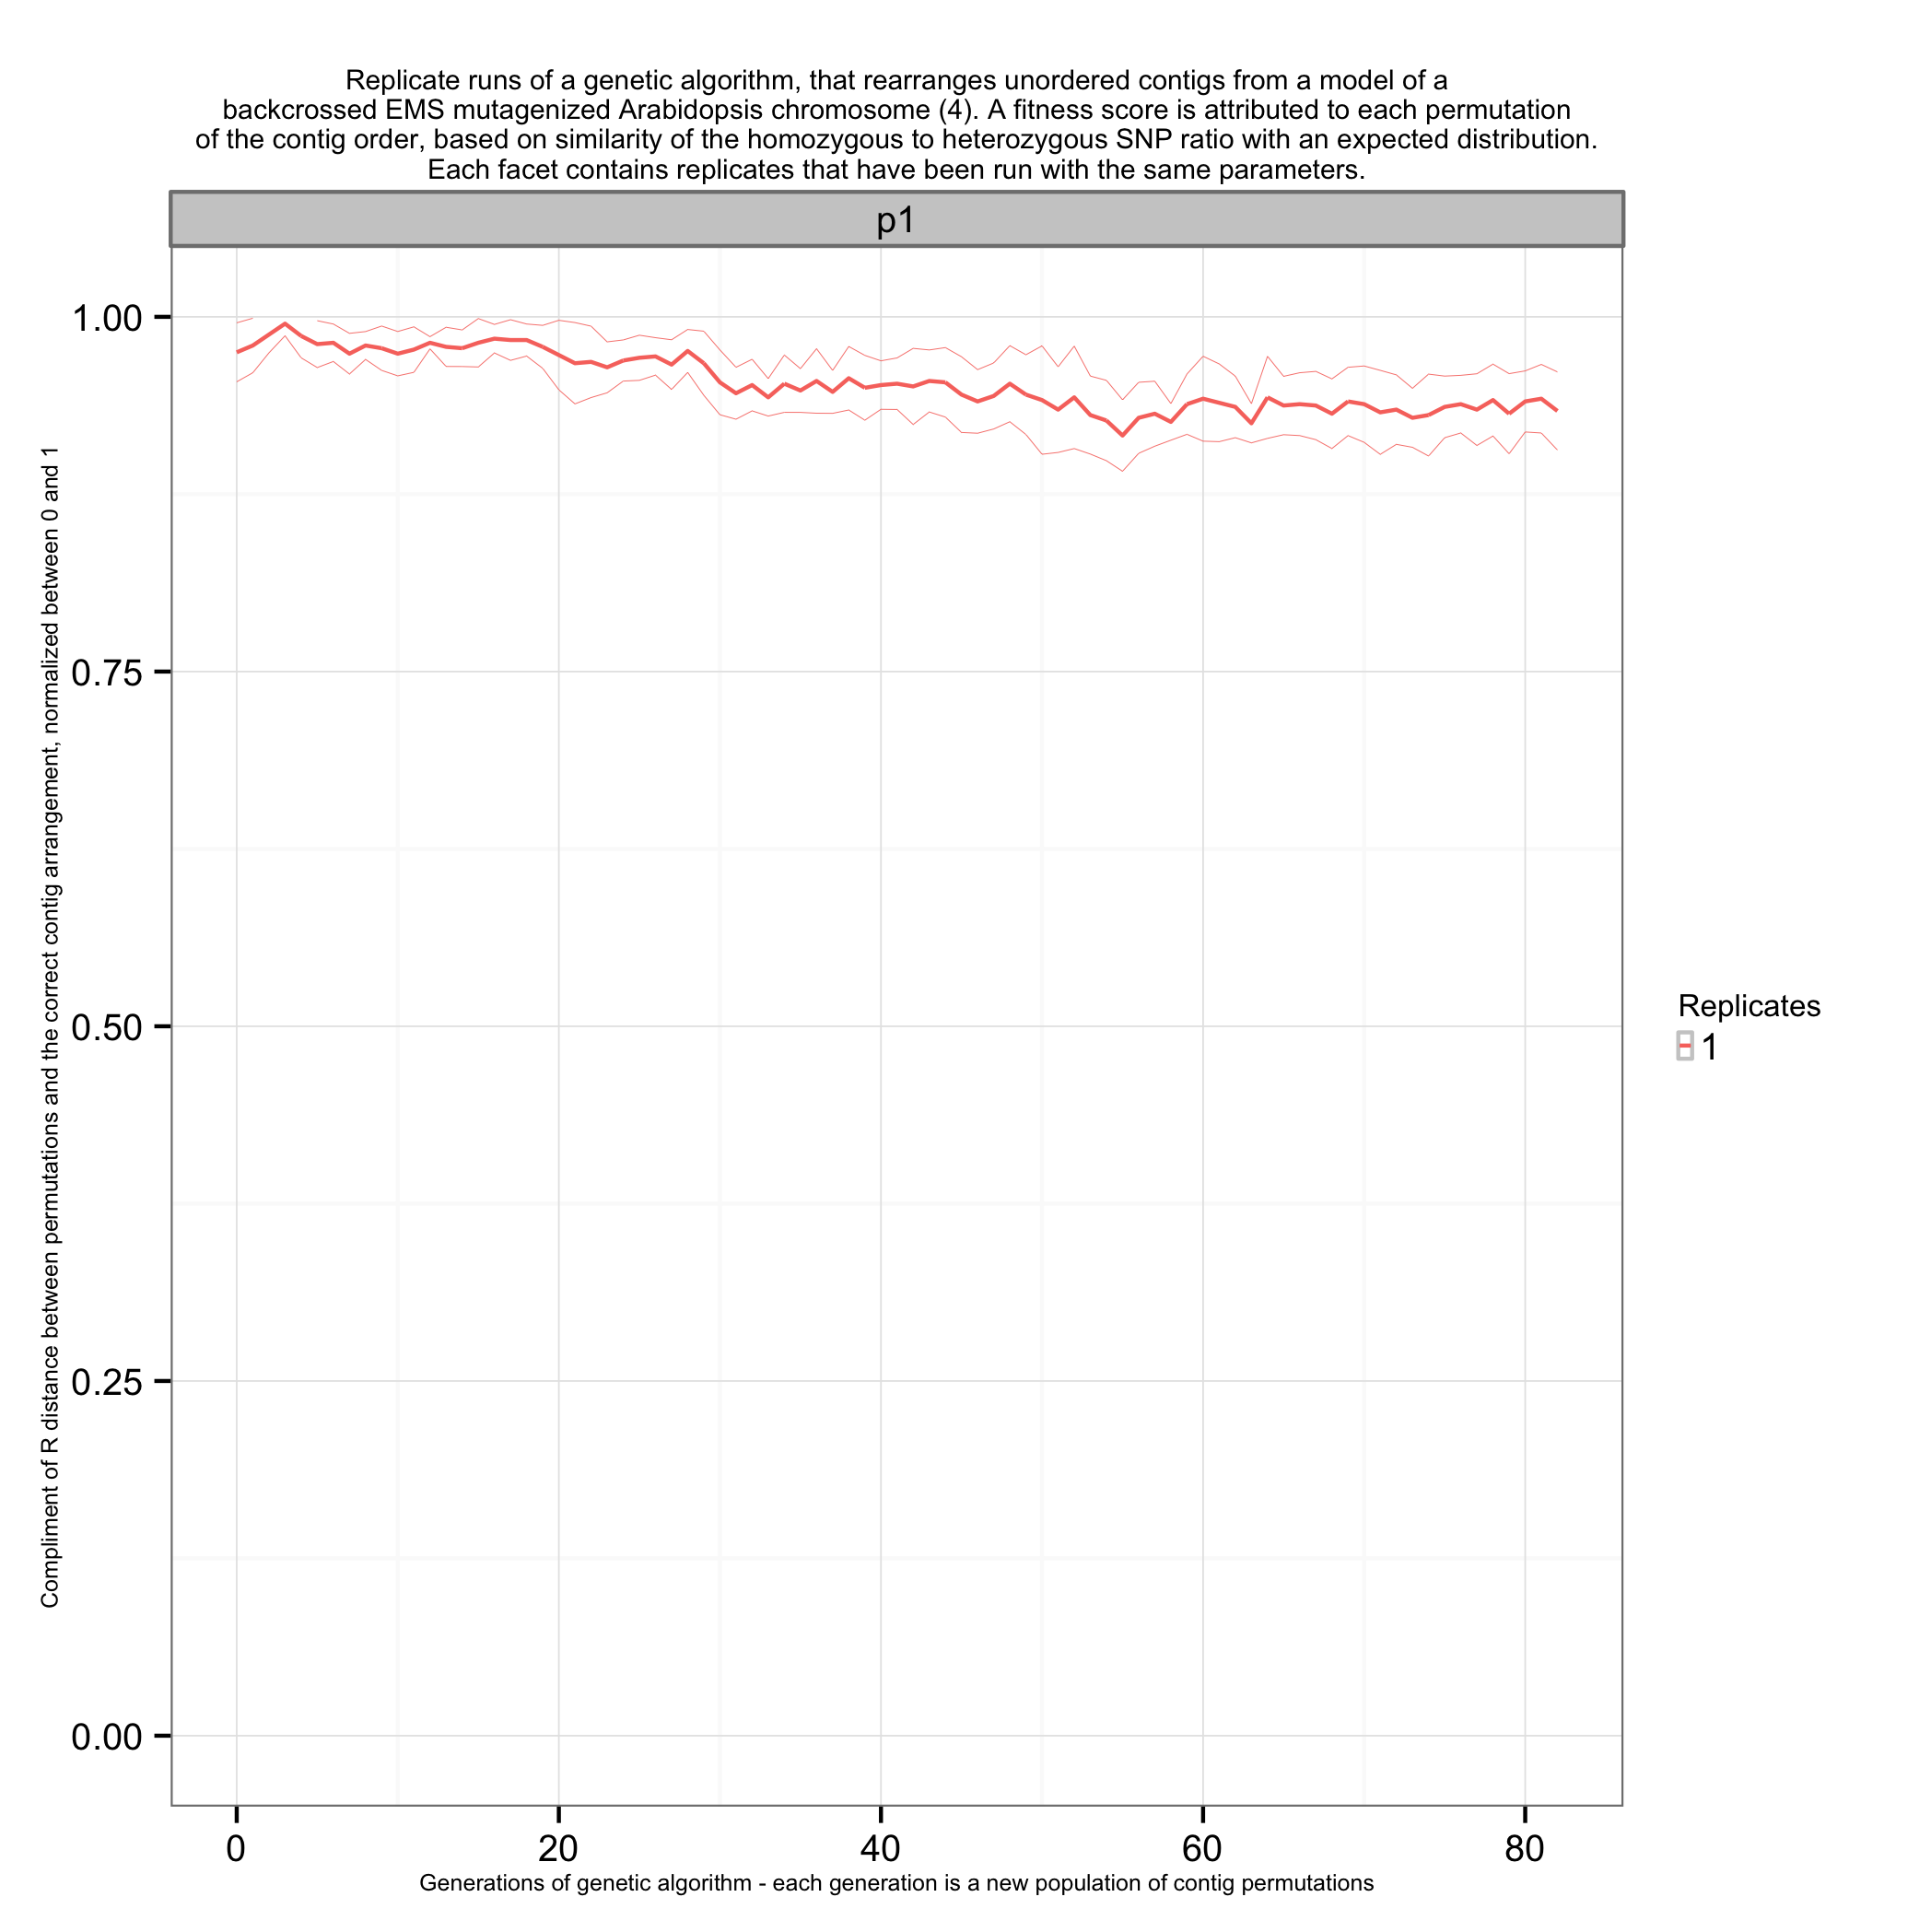 Replicate runs of a genetic algorithm, that rearranges unordered contigs from a model of a
backcrossed EMS mutagenized Arabidopsis chromosome (4). A fitness score is attributed to each permutation
of the contig order, based on similarity of the homozygous to heterozygous SNP ratio with an expected distribution.
Each facet contains replicates that have been run with the same parameters.
p1
Compliment of R distance between permutations and the correct contig arrangement, normalized between 0 and 1
1.00
0.75
0.50
0.25
0.00
0 20 40 60 80
Generations of genetic algorithm - each generation is a new population of contig permutations
Replicates
1